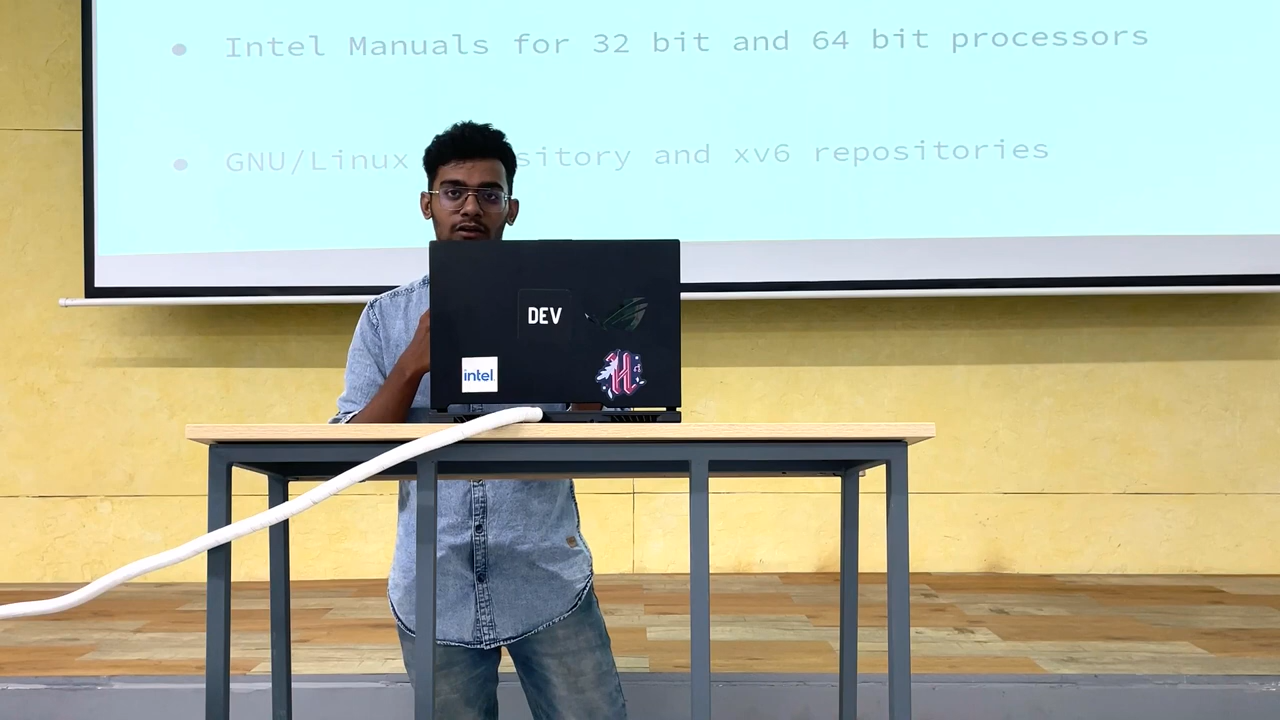 Intel Manuals for 32 bit and 64 bit processors
GNU/Linux sitory and xv6 repositories
DEV
intel
H